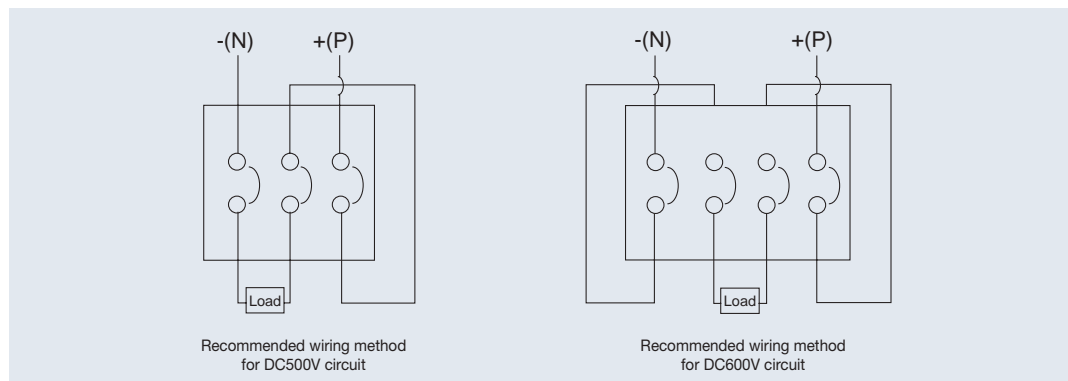 -(N)
+(P)
Load
Recommended wiring method
for DC500V circuit
-(N)
+(P)
Load
Recommended wiring method
for DC600V circuit